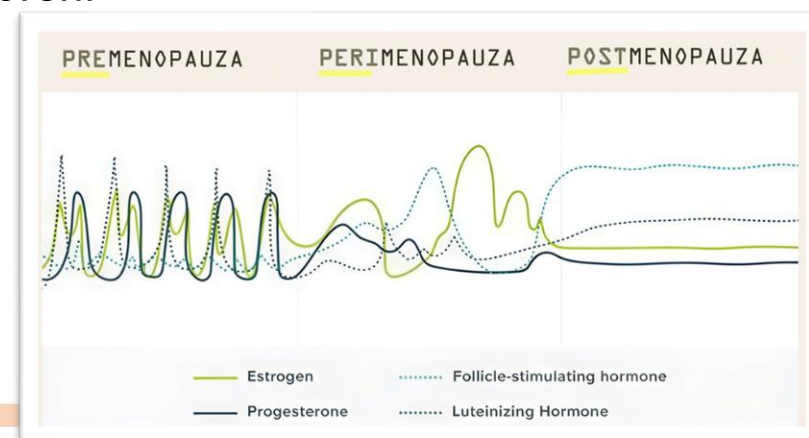 PREMENOPAUZA PERIMENOPAUZA POSTMENOPAUZA
Estrogen Follicle-stimulating hormone
Progesterone Luteinizing Hormone